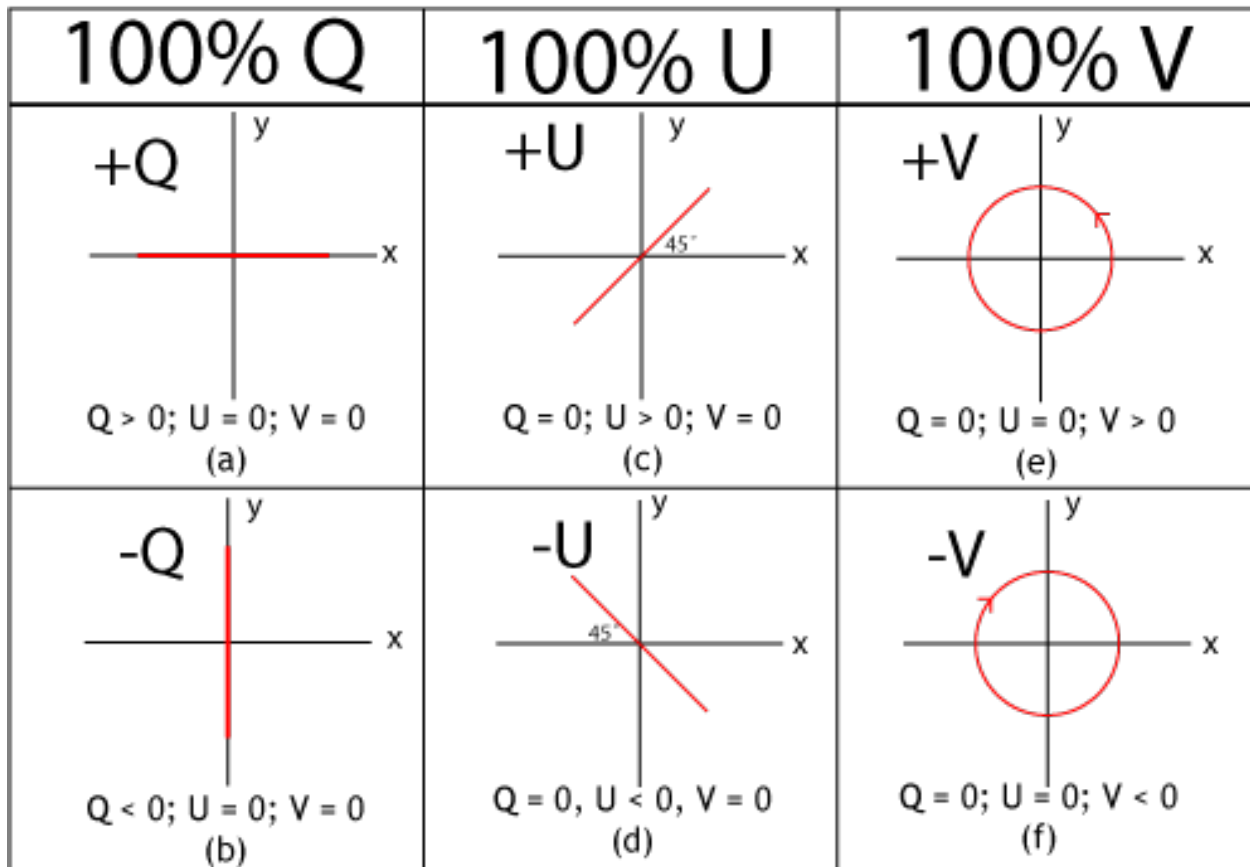 100% Q
100% U
100% V
+Q
y
x
Q > 0; U = 0; V = 0
(a)
+U
y
45°
x
Q = 0; U > 0; V = 0
(c)
+V
y
x
Q = 0; U = 0; V > 0
(e)
-Q
y
x
Q < 0; U = 0; V = 0
(b)
-U
y
45°
x
Q = 0, U < 0, V = 0
(d)
-V
y
x
Q = 0; U = 0; V < 0
(f)